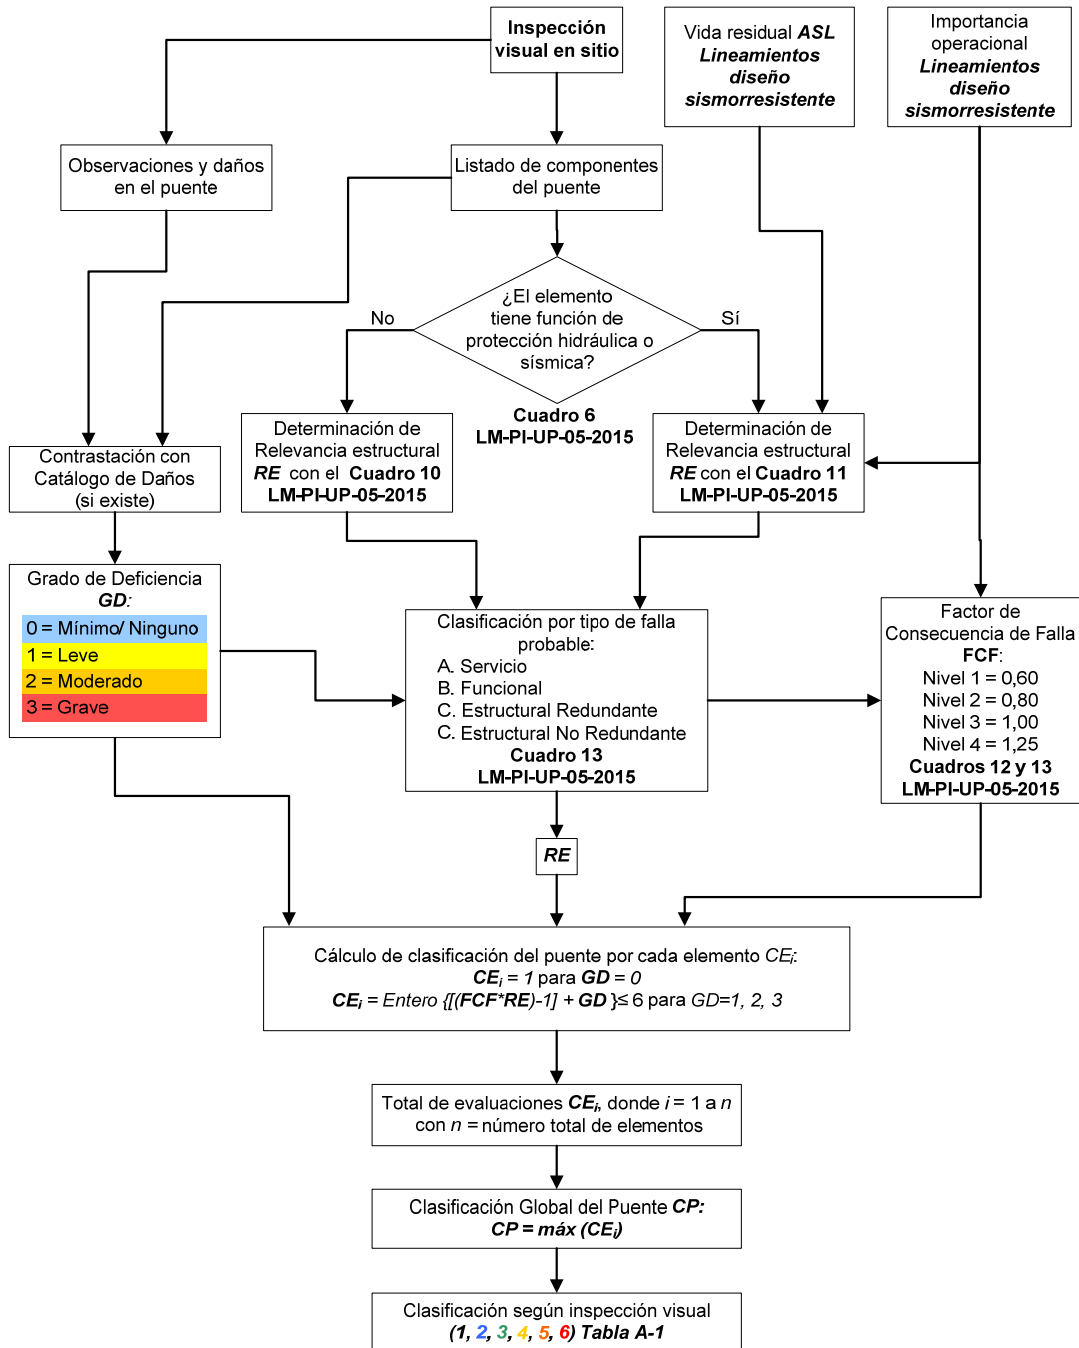 Inspección
visual en sitio
Vida residual ASL
Lineamientos
diseño
sismorresistente
Importancia
operacional
Lineamientos
diseño
sismorresistente
Observaciones y daños
en el puente
Listado de componentes
del puente
¿El elemento
tiene función de
protección hidráulica o
sísmica?
No
Sí
Cuadro 6
LM-PI-UP-05-2015
Contrastación con
Catálogo de Daños
(si existe)
Determinación de
Relevancia estructural
RE con el Cuadro 10
LM-PI-UP-05-2015
Determinación de
Relevancia estructural
RE con el Cuadro 11
LM-PI-UP-05-2015
Grado de Deficiencia
GD:
0 = Mínimo/ Ninguno
1 = Leve
2 = Moderado
3 = Grave
Clasificación por tipo de falla
probable:
A. Servicio
B. Funcional
C. Estructural Redundante
C. Estructural No Redundante
Cuadro 13
LM-PI-UP-05-2015
Factor de
Consecuencia de Falla
FCF:
Nivel 1 = 0,60
Nivel 2 = 0,80
Nivel 3 = 1,00
Nivel 4 = 1,25
Cuadros 12 y 13
LM-PI-UP-05-2015
RE
Cálculo de clasificación del puente por cada elemento CEi:
CEi = 1 para GD = 0
CEi = Entero {[(FCF*RE)-1] + GD }≤ 6 para GD=1, 2, 3
Total de evaluaciones CEi, donde i = 1 a n
con n = número total de elementos
Clasificación Global del Puente CP:
CP = máx (CEi)
Clasificación según inspección visual
(1, 2, 3, 4, 5, 6) Tabla A-1